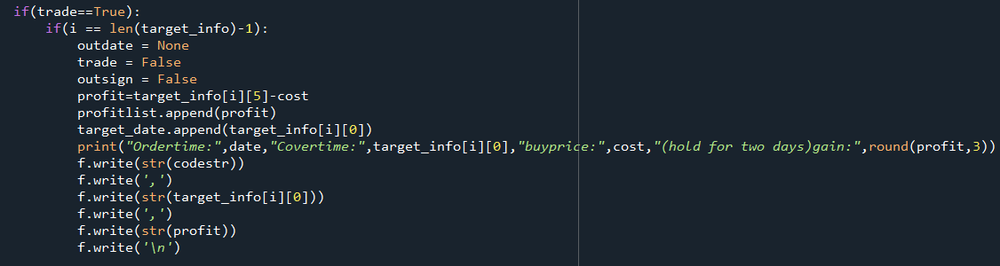 if(trade==True):
    if(i == len(target_info)-1):
        outdate = None
        trade = False
        outsign = False
        profit=target_info[i][5]-cost
        profitlist.append(profit)
        target_date.append(target_info[i][0])
        print("Ordertime:",date,"Covertime:",target_info[i][0],"buyprice:",cost,"(hold for two days)gain:",round(profit,3))
        f.write(str(codestr))
        f.write(',')
        f.write(str(target_info[i][0]))
        f.write(',')
        f.write(str(profit))
        f.write('\n')